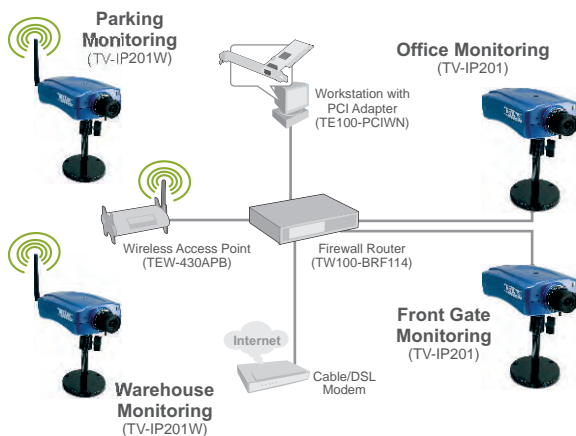 Parking
Monitoring
(TV-IP201W)
Office Monitoring
(TV-IP201)
Workstation with
PCI Adapter
(TE100-PCIWN)
Wireless Access Point
(TEW-430APB)
Firewall Router
(TW100-BRF114)
Front Gate
Monitoring
(TV-IP201)
Internet
Cable/DSL
Modem
Warehouse
Monitoring
(TV-IP201W)